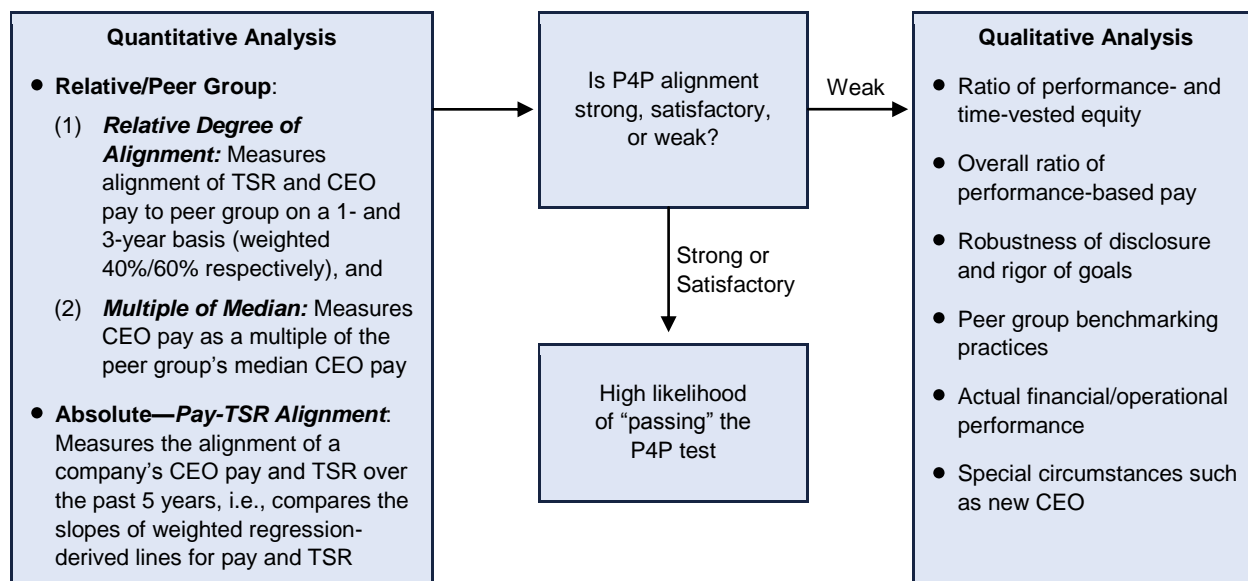 Quantitative Analysis
● Relative/Peer Group:
(1) Relative Degree of
Alignment: Measures
alignment of TSR and CEO
pay to peer group on a 1- and
3-year basis (weighted
40%/60% respectively), and
(2) Multiple of Median: Measures
CEO pay as a multiple of the
peer group’s median CEO pay
● Absolute—Pay-TSR Alignment:
Measures the alignment of a
company’s CEO pay and TSR over
the past 5 years, i.e., compares the
slopes of weighted regression-
derived lines for pay and TSR
Is P4P alignment
strong, satisfactory,
or weak?
Weak
Strong or
Satisfactory
High likelihood
of “passing” the
P4P test
Qualitative Analysis
● Ratio of performance- and
time-vested equity
● Overall ratio of
performance-based pay
● Robustness of disclosure
and rigor of goals
● Peer group benchmarking
practices
● Actual financial/operational
performance
● Special circumstances such
as new CEO